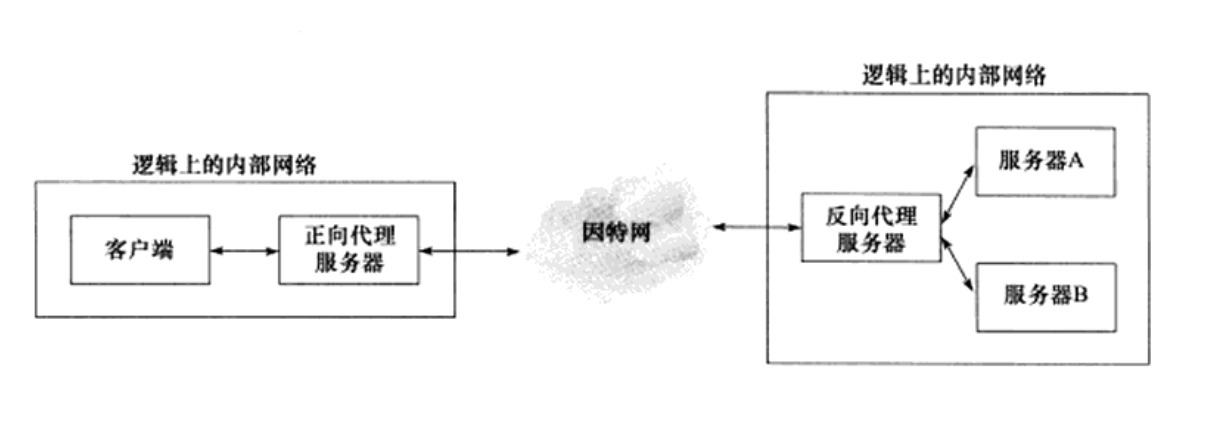 逻辑上的内部网络
客户端
正向代理
服务器
因特网
逻辑上的内部网络
反向代理
服务器
服务器A
服务器B